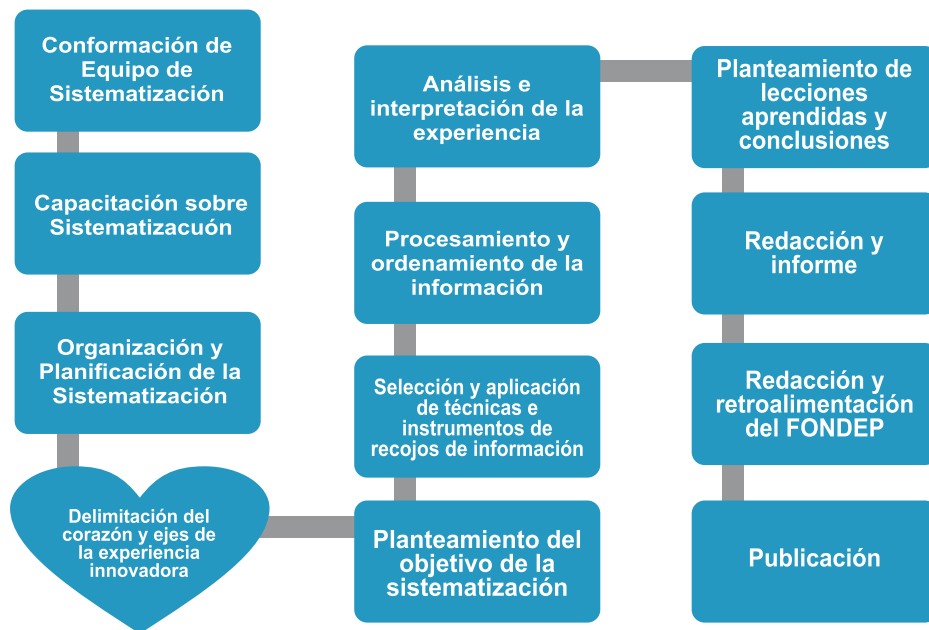 Conformación de
Equipo de
Sistematización
Capacitación sobre
Sistematizacuón
Organización y
Planificación de la
Sistematización
Delimitación del
corazón y ejes de
la experiencia
innovadora
Planteamiento del
objetivo de la
sistematización
Selección y aplicación
de técnicas e
instrumentos de
recojos de información
Procesamiento y
ordenamiento de la
información
Análisis e
interpretación de la
experiencia
Planteamiento de
lecciones
aprendidas y
conclusiones
Redacción y
informe
Redacción y
retroalimentación
del FONDEP
Publicación